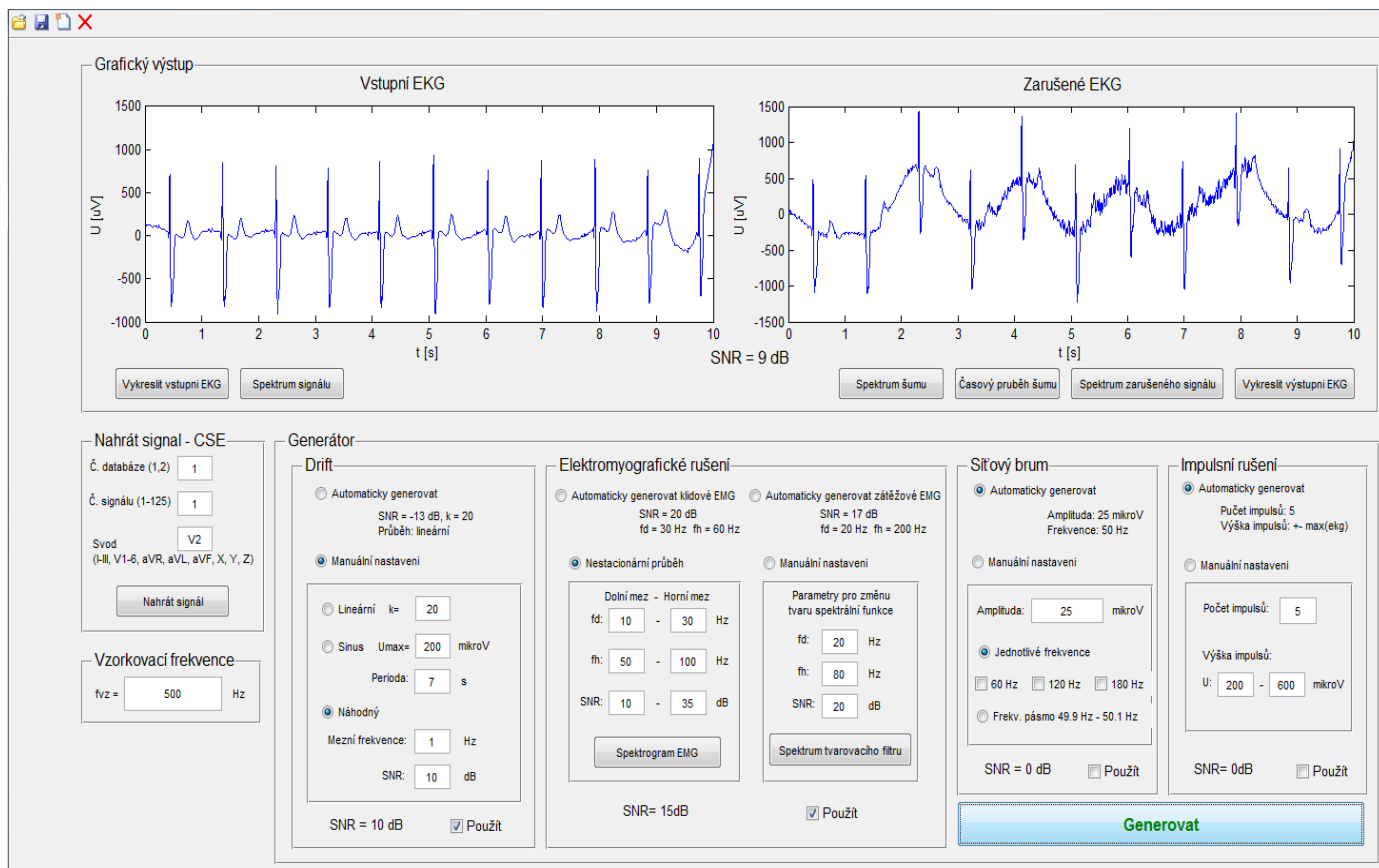 Grafický výstup
Vstupní EKG
1500
1000
500
0
-500
-1000
U [uV]
0 1 2 3 4 5 6 7 8 9 10
t [s]
Zarušené EKG
1500
1000
500
0
-500
-1000
-1500
U [uV]
0 1 2 3 4 5 6 7 8 9 10
t [s]
SNR = 9 dB
Vykreslit vstupni EKG
Spektrum signálu
Spektrum šumu
Časový pruběh šumu
Spektrum zarušeného signálu
Vykreslit výstupni EKG
Nahrát signal - CSE
Č. databáze (1,2) 1
Č. signálu (1-125) 1
Svod V2
(I-III, V1-6, aVR, aVL, aVF, X, Y, Z)
Nahrát signál
Vzorkovací frekvence
fvz = 500 Hz
Generátor
Drift
Automaticky generovat
SNR = -13 dB, k = 20
Průběh: lineární
Manuální nastaveni
Lineární k= 20
Sinus Umax= 200 mikroV
Perioda: 7 s
Náhodný
Mezní frekvence: 1 Hz
SNR: 10 dB
SNR = 10 dB
Použít
Elektromyografické rušení
Automaticky generovat klidové EMG
SNR = 20 dB
fd = 30 Hz fh = 60 Hz
Automaticky generovat zátěžové EMG
SNR = 17 dB
fd = 20 Hz fh = 200 Hz
Nestacionární průběh
Dolní mez - Horní mez
fd: 10 - 30 Hz
fh: 50 - 100 Hz
SNR: 10 - 35 dB
Spektrogram EMG
SNR= 15dB
Manuální nastaveni
Parametry pro změnu
tvaru spektrální funkce
fd: 20 Hz
fh: 80 Hz
SNR: 20 dB
Spektrum tvarovacího filtru
Použít
Síťový brum
Automaticky generovat
Amplituda: 25 mikroV
Frekvence: 50 Hz
Manuální nastaveni
Amplituda: 25 mikroV
Jednotlivé frekvence
60 Hz 120 Hz 180 Hz
Frekv. pásmo 49.9 Hz - 50.1 Hz
SNR = 0 dB
Použít
Impulsní rušení
Automaticky generovat
Pučet impulsů: 5
Výška impulsů: +- max(ekg)
Manuální nastaveni
Počet impulsů: 5
Výška impulsů:
U: 200 - 600 mikroV
SNR= 0dB
Použít
Generovat